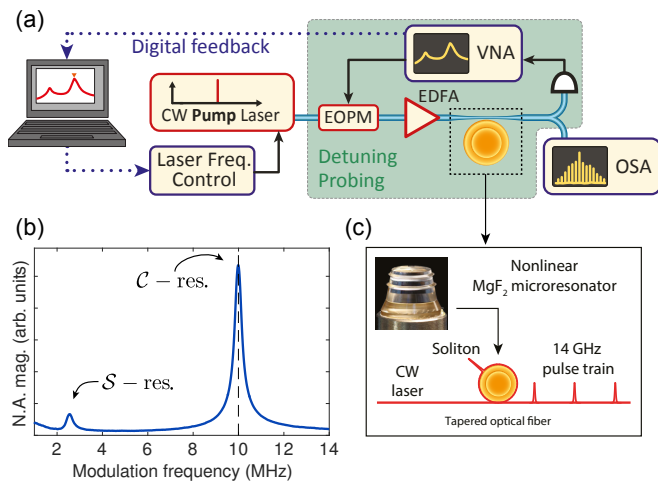 (a)
Digital feedback
VNA
CW Pump Laser
EOPM
EDFA
Laser Freq.
Control
Detuning
Probing
OSA
(b)
N.A. mag. (arb. units)
C – res.
S – res.
2
4
6
8
10
12
14
Modulation frequency (MHz)
(c)
Nonlinear
MgF₂ microresonator
Soliton
CW
laser
14 GHz
pulse train
Tapered optical fiber